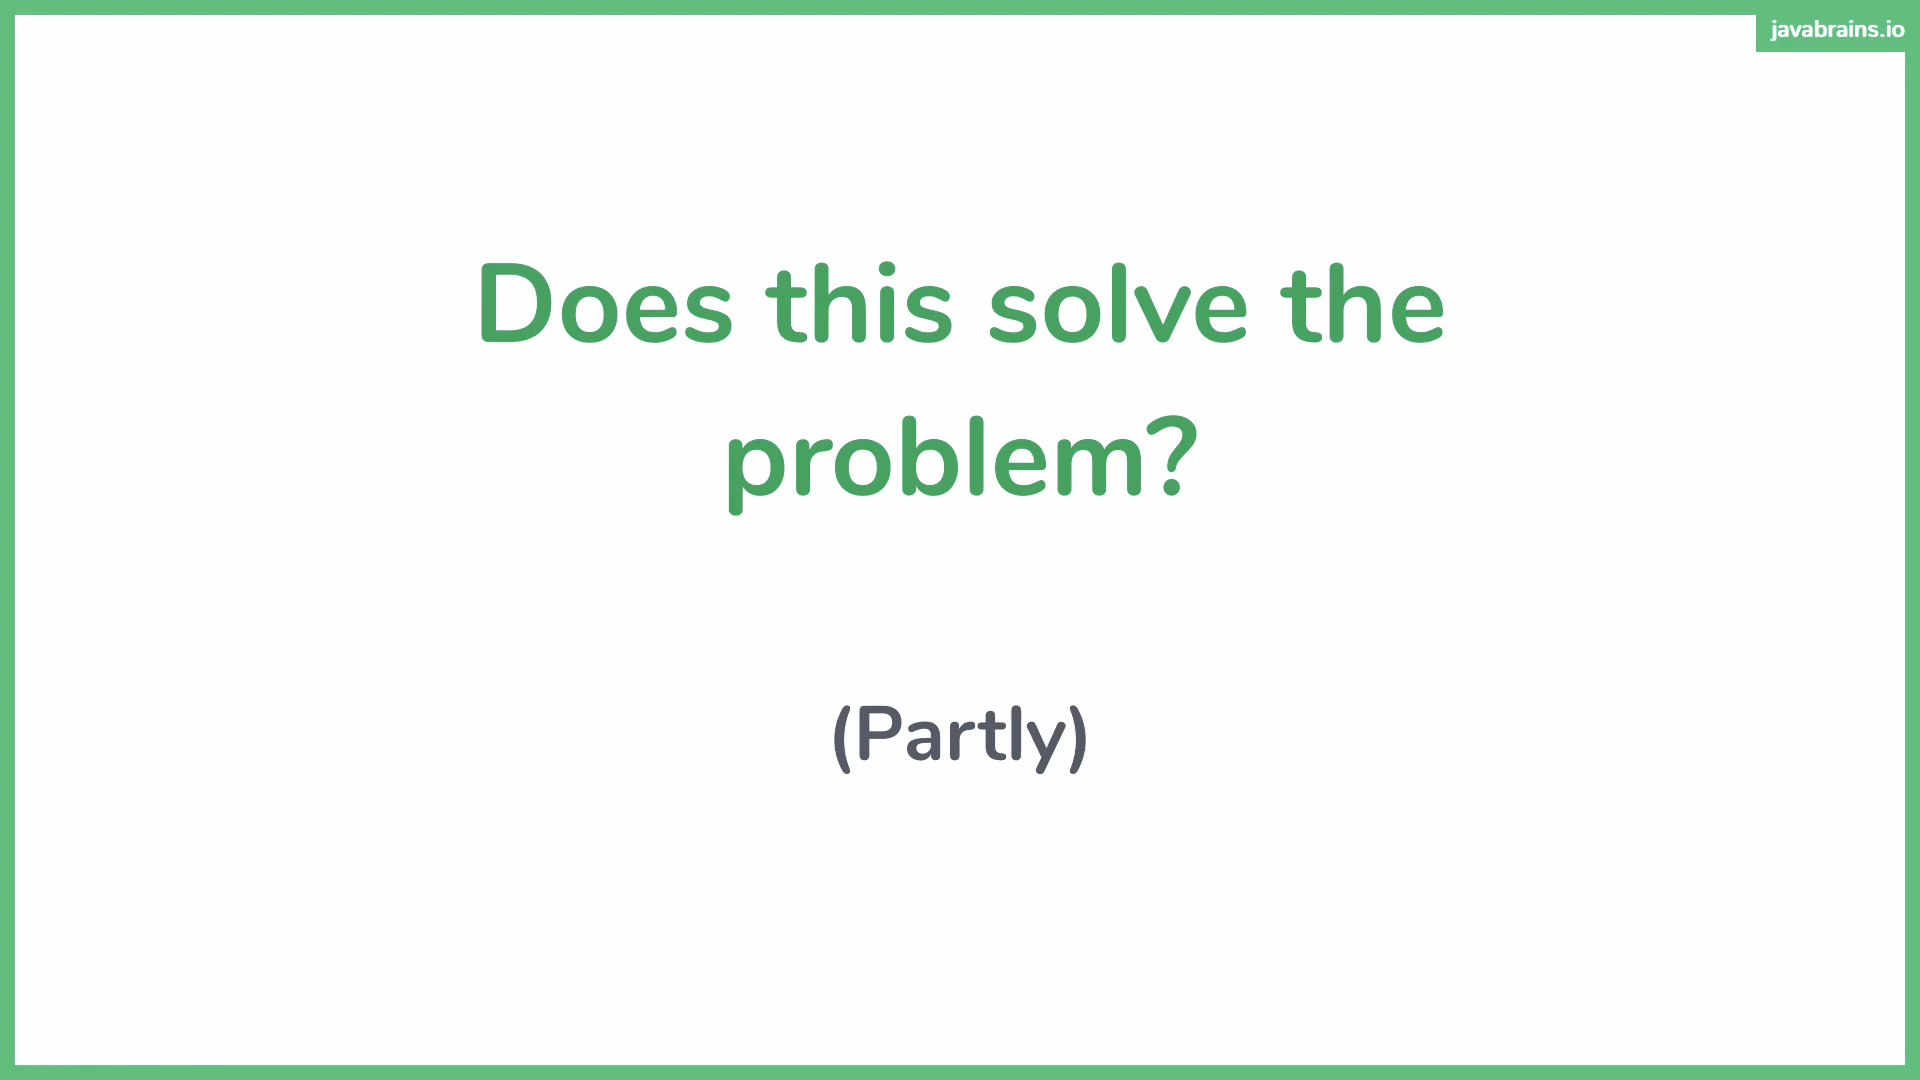 javabrains.io
Does this solve the
problem?
(Partly)